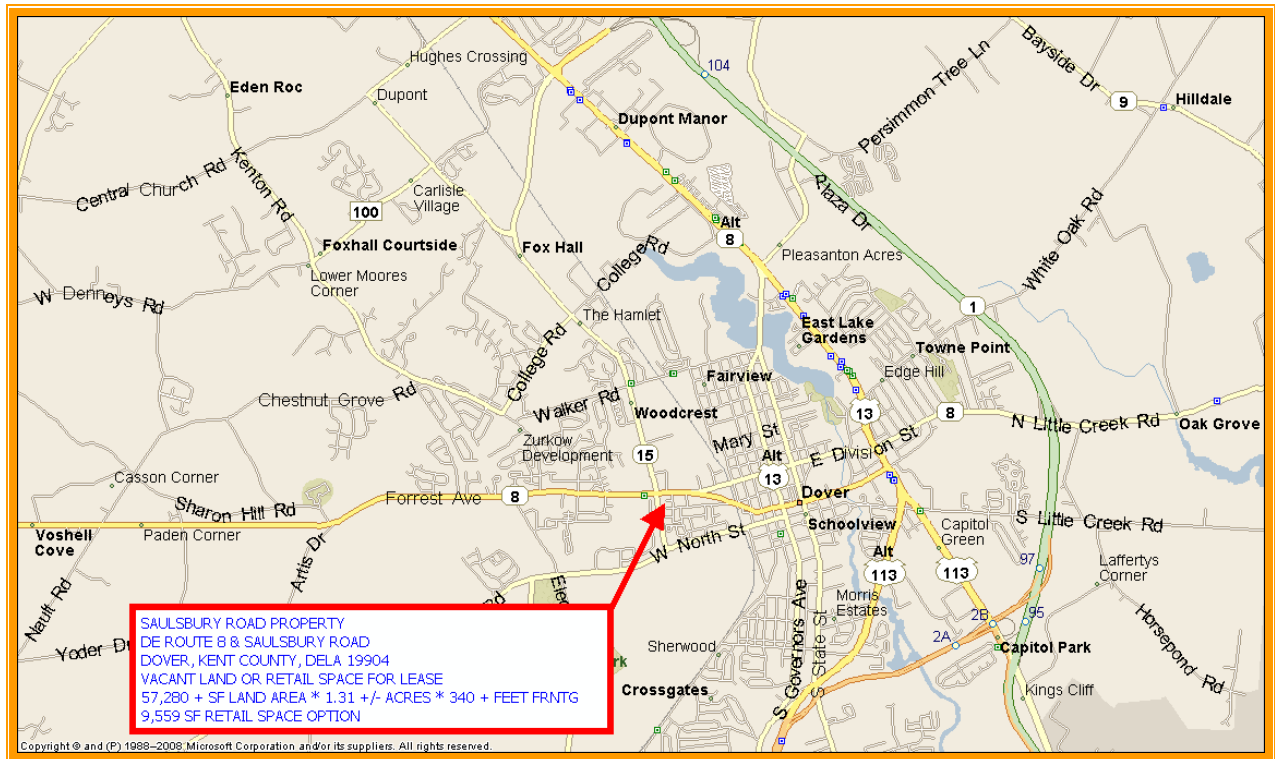 Hughes Crossing
104
Bayside Dr
Persimmon Tree Ln
Eden Roc
Dupont
9
Hilldale
Dupont Manor
Central Church Rd
Kenton Rd
Carlisle
Village
Plaza Dr
100
Alt
8
White Oak Rd
Foxhall Courtside
Fox Hall
College Rd
Pleasanton Acres
Lower Moores
Corner
W Denneys Rd
1
The Hamlet
East Lake
Gardens
Towne Point
College Rd
Fairview
Edge Hill
Chestnut Grove Rd
Walker Rd
Woodcrest
13
8
N Little Creek Rd
Oak Grove
Zurkow
Development
Mary St
E Division St
15
Alt
13
Casson Corner
Forrest Ave
8
Dover
Sharon Hill Rd
Schoolview
S Little Creek Rd
Voshell
Cove
Paden Corner
W North St
Capitol
Green
Alt
113
113
97
Laffertys
Corner
Artis Dr
Nault Rd
Rd
Morris
Estates
2B
95
Horsepond Rd
SAULSBURY ROAD PROPERTY
DE ROUTE 8 & SAULSBURY ROAD
DOVER, KENT COUNTY, DELA 19904
VACANT LAND OR RETAIL SPACE FOR LEASE
57,280 + SF LAND AREA * 1.31 +/- ACRES * 340 + FEET FRNTG
9,559 SF RETAIL SPACE OPTION
Yoder Dr
Sherwood
S Governors Ave
S State St
2A
Capitol Park
Crossgates
Kings Cliff
Copyright © and (P) 1988–2008 Microsoft Corporation and/or its suppliers. All rights reserved.